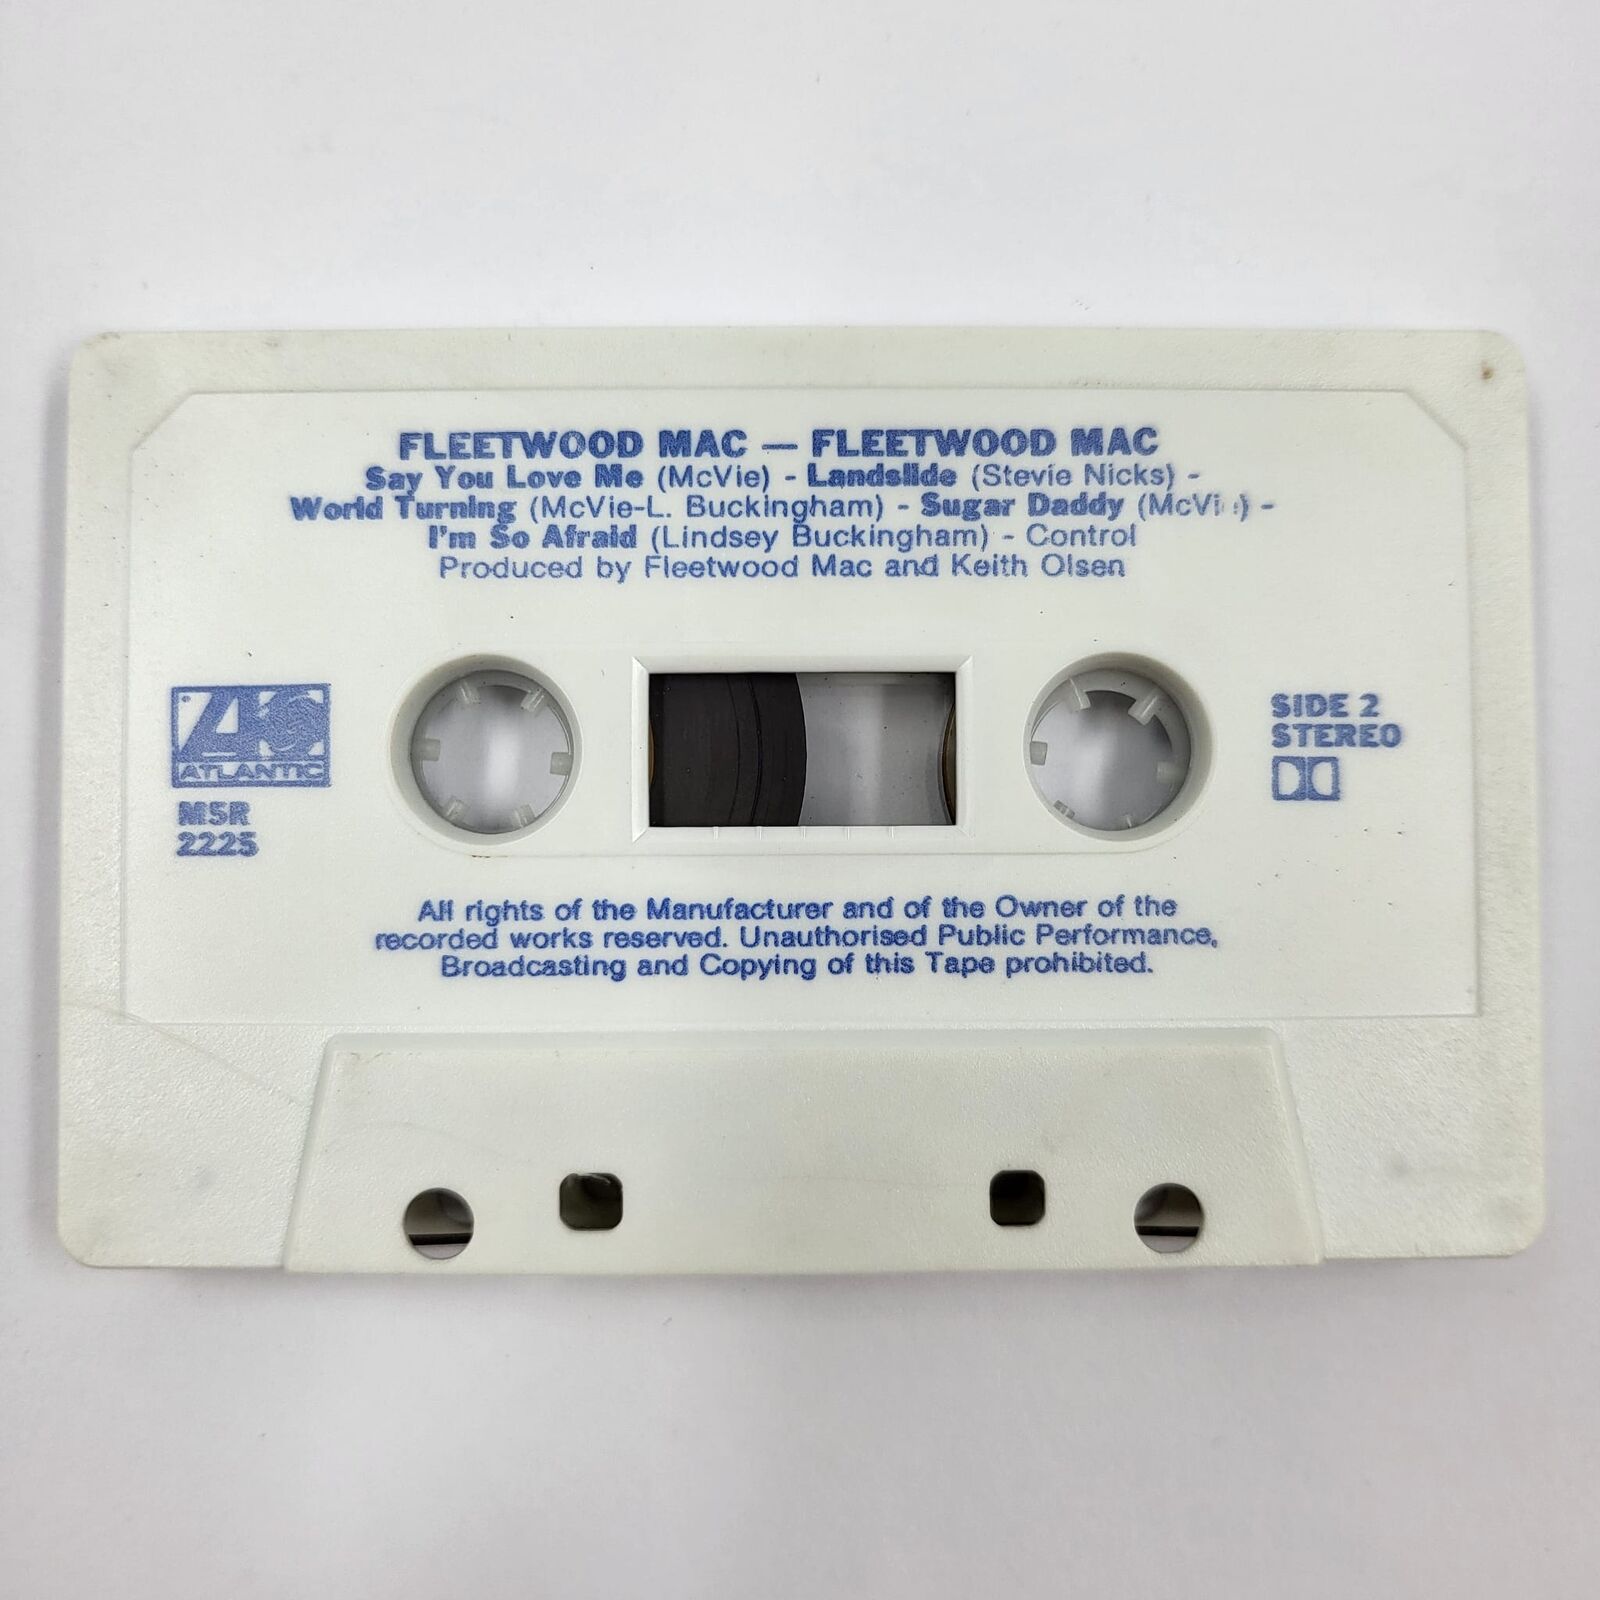 FLEETWOOD MAC — FLEETWOOD MAC
Say You Love Me (McVie) - Landslide (Stevie Nicks) -
World Turning (McVie-L. Buckingham) - Sugar Daddy (McVie) -
I'm So Afraid (Lindsey Buckingham) - Control
Produced by Fleetwood Mac and Keith Olsen
ATLANTIC
MSR
2225
SIDE 2
STEREO
All rights of the Manufacturer and of the Owner of the
recorded works reserved. Unauthorised Public Performance,
Broadcasting and Copying of this Tape prohibited.